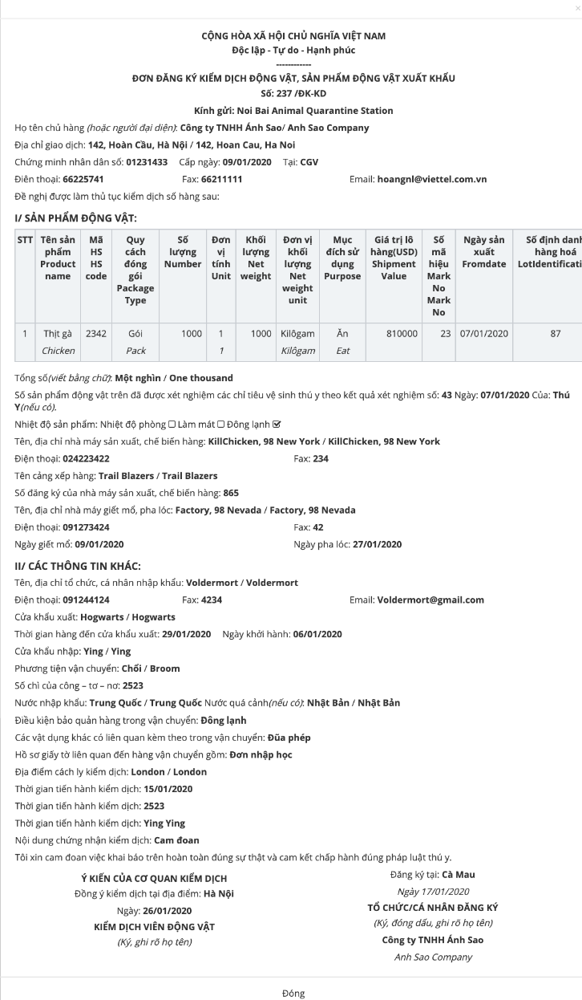 ×
CỘNG HÒA XÃ HỘI CHỦ NGHĨA VIỆT NAM
Độc lập - Tự do - Hạnh phúc
------------
ĐƠN ĐĂNG KÝ KIỂM DỊCH ĐỘNG VẬT, SẢN PHẨM ĐỘNG VẬT XUẤT KHẨU
Số: 237 /ĐK-KD
Kính gửi: Noi Bai Animal Quarantine Station
Họ tên chủ hàng (hoặc người đại diện): Công ty TNHH Ánh Sao/ Anh Sao Company
Địa chỉ giao dịch: 142, Hoàn Cầu, Hà Nội / 142, Hoan Cau, Ha Noi
Chứng minh nhân dân số: 01231433 Cấp ngày: 09/01/2020 Tại: CGV
Điên thoại: 66225741 Fax: 66211111 Email: hoangnl@viettel.com.vn
Đề nghị được làm thủ tục kiểm dịch số hàng sau:
I/ SẢN PHẨM ĐỘNG VẬT:
STT Tên sản Mã Quy Số Đơn Khối Đơn vị Mục Giá trị lô Số Ngày sản Số định danh
phẩm HS cách lượng vị lượng khối đích sử hàng(USD) mã xuất hàng hoá
Product HS đóng Number tính Net lượng dụng Shipment hiệu Fromdate LotIdentificati
name code gói Unit weight Net Purpose Value Mark
Package weight No
Type unit Mark
No
1 Thịt gà 2342 Gói 1000 1 1000 Kilôgam Ăn 810000 23 07/01/2020 87
Chicken Pack 1 Kilôgam Eat
Tổng số(viết bằng chữ): Một nghìn / One thousand
Số sản phẩm động vật trên đã được xét nghiệm các chỉ tiêu vệ sinh thú y theo kết quả xét nghiệm số: 43 Ngày: 07/01/2020 Của: Thú
Y(nếu có).
Nhiệt độ sản phẩm: Nhiệt độ phòng ☐ Làm mát ☐ Đông lạnh ☑
Tên, địa chỉ nhà máy sản xuất, chế biến hàng: KillChicken, 98 New York / KillChicken, 98 New York
Điện thoại: 024223422 Fax: 234
Tên cảng xếp hàng: Trail Blazers / Trail Blazers
Số đăng ký của nhà máy sản xuất, chế biến hàng: 865
Tên, địa chỉ nhà máy giết mổ, pha lóc: Factory, 98 Nevada / Factory, 98 Nevada
Điện thoại: 091273424 Fax: 42
Ngày giết mổ: 09/01/2020 Ngày pha lóc: 27/01/2020
II/ CÁC THÔNG TIN KHÁC:
Tên, địa chỉ tổ chức, cá nhân nhập khẩu: Voldermort / Voldermort
Điện thoại: 091244124 Fax: 4234 Email: Voldermort@gmail.com
Cửa khẩu xuất: Hogwarts / Hogwarts
Thời gian hàng đến cửa khẩu xuất: 29/01/2020 Ngày khởi hành: 06/01/2020
Cửa khẩu nhập: Ying / Ying
Phương tiện vận chuyển: Chổi / Broom
Số chì của công – tơ – nơ: 2523
Nước nhập khẩu: Trung Quốc / Trung Quốc Nước quá cảnh(nếu có): Nhật Bản / Nhật Bản
Điều kiện bảo quản hàng trong vận chuyển: Đông lạnh
Các vật dụng khác có liên quan kèm theo trong vận chuyển: Đũa phép
Hồ sơ giấy tờ liên quan đến hàng vận chuyển gồm: Đơn nhập học
Địa điểm cách ly kiểm dịch: London / London
Thời gian tiến hành kiểm dịch: 15/01/2020
Thời gian tiến hành kiểm dịch: 2523
Thời gian tiến hành kiểm dịch: Ying Ying
Nội dung chứng nhận kiểm dịch: Cam đoan
Tôi xin cam đoan việc khai báo trên hoàn toàn đúng sự thật và cam kết chấp hành đúng pháp luật thú y.
Ý KIẾN CỦA CƠ QUAN KIỂM DỊCH
Đồng ý kiểm dịch tại địa điểm: Hà Nội
Ngày: 26/01/2020
KIỂM DỊCH VIÊN ĐỘNG VẬT
(Ký, ghi rõ họ tên)
Đăng ký tại: Cà Mau
Ngày 17/01/2020
TỔ CHỨC/CÁ NHÂN ĐĂNG KÝ
(Ký, đóng dấu, ghi rõ họ tên)
Công ty TNHH Ánh Sao
Anh Sao Company
Đóng